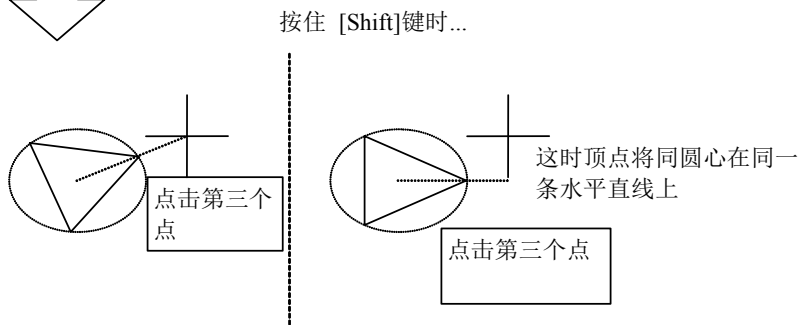 按住 [Shift]键时...
点击第三个
点
这时顶点将同圆心在同一
条水平直线上
点击第三个点